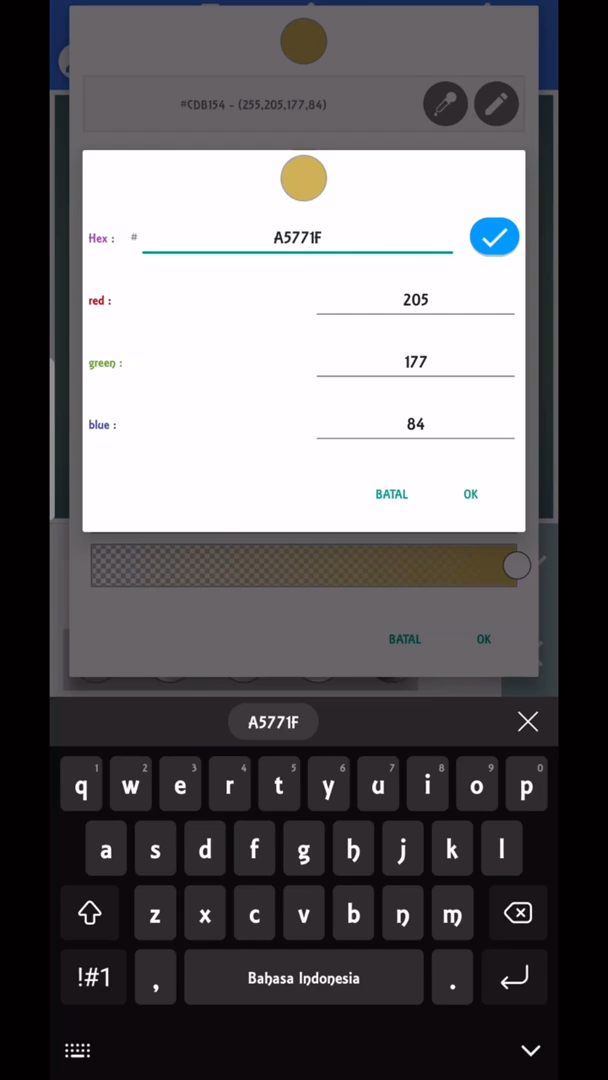 #CDB154 - (255,205,177,84)
Hex : # A5771F
red : 205
green : 177
blue : 84
BATAL OK
BATAL OK
A5771F
1 2 3 4 5 6 7 8 9 0
q w e r t y u i o p
a s d f g h j k l
z x c v b n m
!#1 , Bahasa Indonesia .